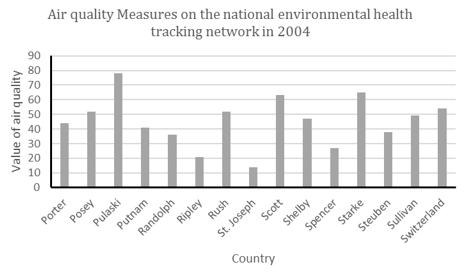 Air quality Measures on the national environmental health
tracking network in 2004
Value of air quality
90
80
70
60
50
40
30
20
10
0
Porter
Posey
Pulaski
Putnam
Randolph
Ripley
Rush
St. Joseph
Scott
Shelby
Spencer
Starke
Steuben
Sullivan
Switzerland
Country